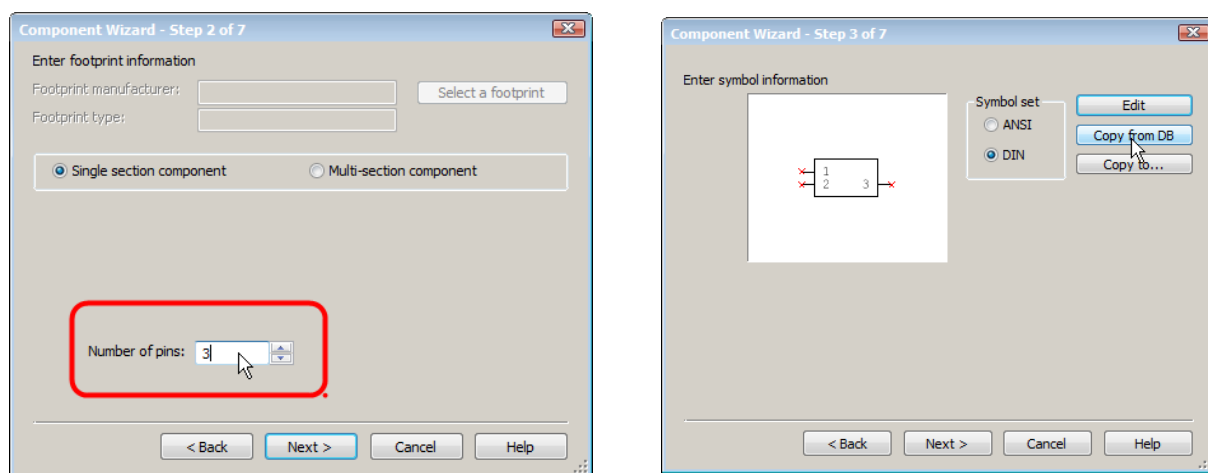 Component Wizard - Step 2 of 7
Enter footprint information
Footprint manufacturer:
Select a footprint
Footprint type:
Single section component
Multi-section component
Number of pins: 3
< Back
Next >
Cancel
Help
Component Wizard - Step 3 of 7
Enter symbol information
Symbol set
ANSI
DIN
Edit
Copy from DB
Copy to...
1
2 3
< Back
Next >
Cancel
Help